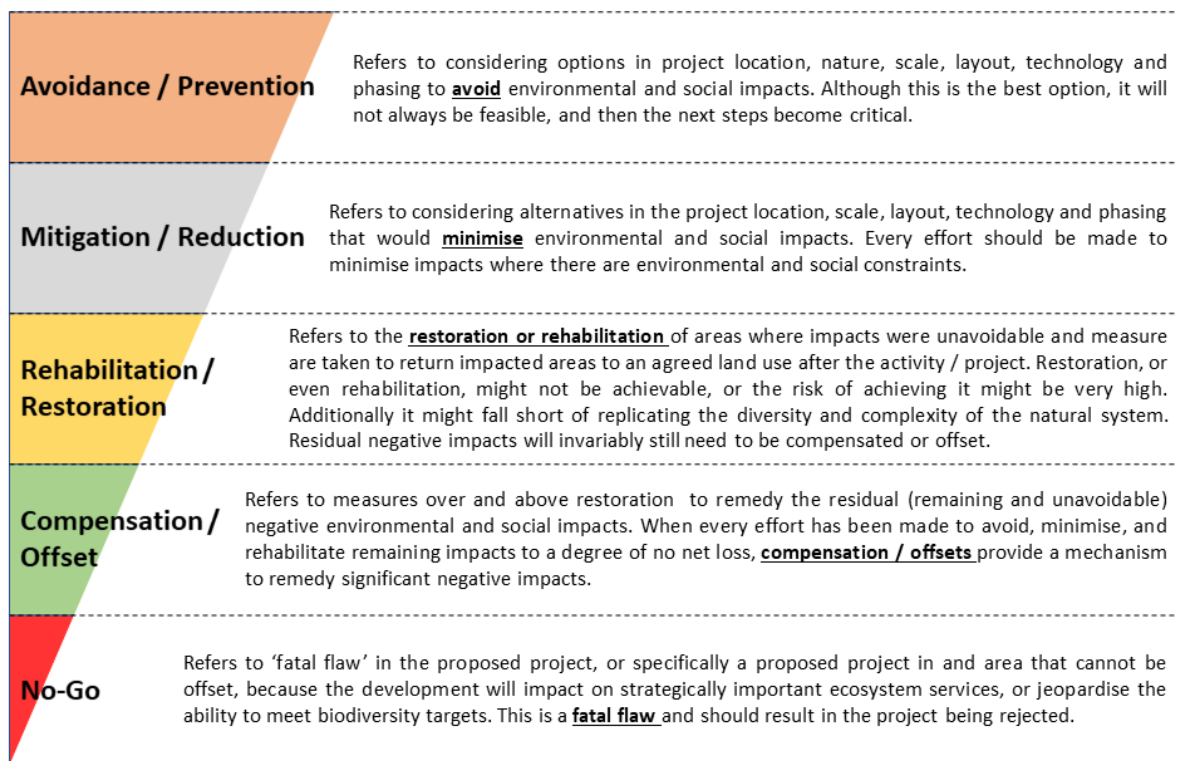 Avoidance / Prevention
Refers to considering options in project location, nature, scale, layout, technology and
phasing to avoid environmental and social impacts. Although this is the best option, it will
not always be feasible, and then the next steps become critical.
Mitigation / Reduction
Refers to considering alternatives in the project location, scale, layout, technology and phasing
that would minimise environmental and social impacts. Every effort should be made to
minimise impacts where there are environmental and social constraints.
Rehabilitation /
Restoration
Refers to the restoration or rehabilitation of areas where impacts were unavoidable and measure
are taken to return impacted areas to an agreed land use after the activity / project. Restoration, or
even rehabilitation, might not be achievable, or the risk of achieving it might be very high.
Additionally it might fall short of replicating the diversity and complexity of the natural system.
Residual negative impacts will invariably still need to be compensated or offset.
Compensation /
Offset
Refers to measures over and above restoration to remedy the residual (remaining and unavoidable)
negative environmental and social impacts. When every effort has been made to avoid, minimise, and
rehabilitate remaining impacts to a degree of no net loss, compensation / offsets provide a mechanism
to remedy significant negative impacts.
No-Go
Refers to ‘fatal flaw’ in the proposed project, or specifically a proposed project in and area that cannot be
offset, because the development will impact on strategically important ecosystem services, or jeopardise the
ability to meet biodiversity targets. This is a fatal flaw and should result in the project being rejected.